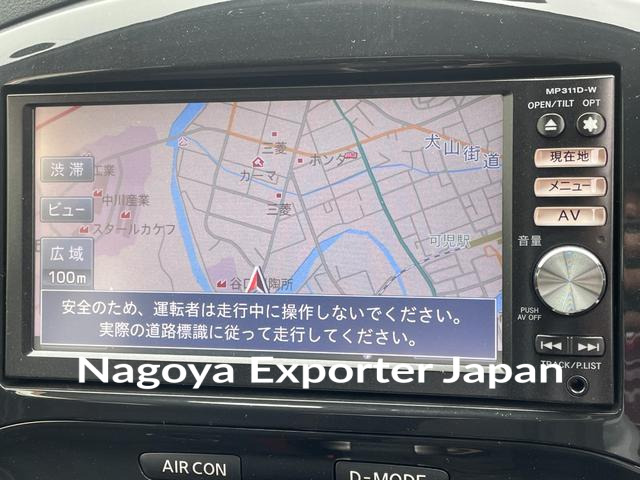 MP311D-W
OPEN/TILT OPT
現在地
メニュー
AV
音量
PUSH
AV OFF
TRACK/P.LIST
渋滞
ビュー
広域
100m
工業
中川産業
スタールカケフ
三菱
カーマ
ホンダ
三菱
犬山街道
可児駅
安全のため、運転者は走行中に操作しないでください。
実際の道路標識に従って走行してください。
Nagoya Exporter Japan
AIR CON
D-MODE